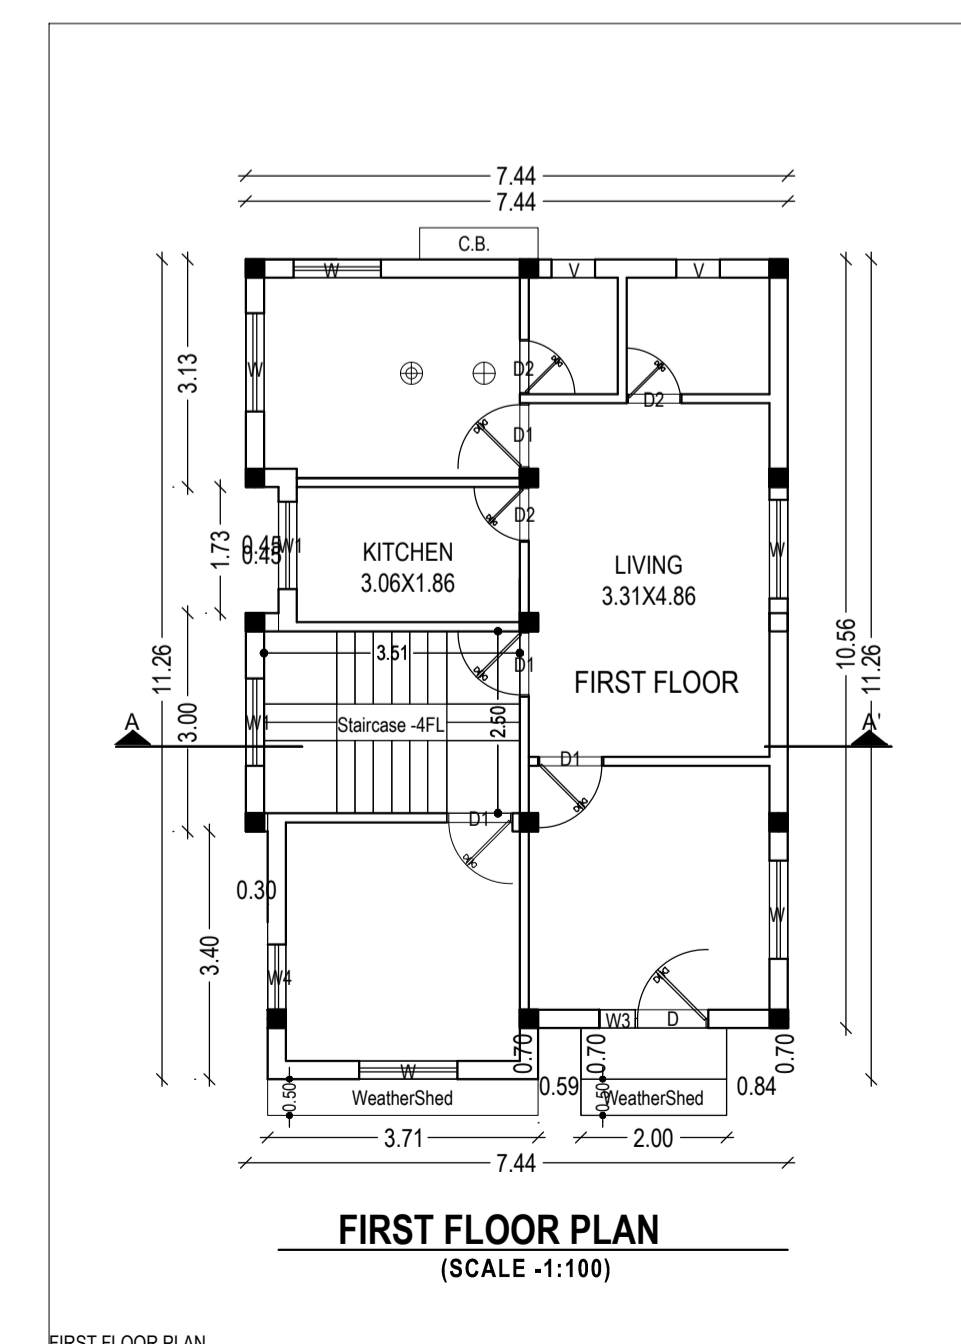 7.44
7.44
C.B.
W
V
V
W
3.13
D2
D2
D1
D2
1.73
0.45
0.45
W1
KITCHEN
3.06X1.86
LIVING
3.31X4.86
W
10.56
11.26
11.26
3.51
D1
FIRST FLOOR
A
3.00
W1
Staircase -4FL
2.50
A'
D1
D1
0.30
3.40
W
W4
W3
D
W
0.70
0.70
0.70
0.50
WeatherShed
0.59
0.50
WeatherShed
0.84
3.71
2.00
7.44
FIRST FLOOR PLAN
(SCALE -1:100)
FIRST FLOOR PLAN